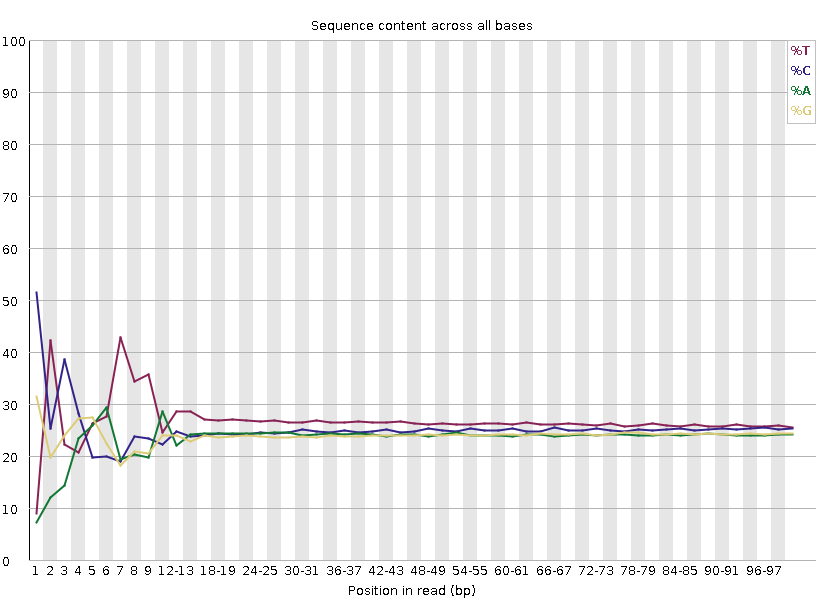 Sequence content across all bases
100
90
80
70
60
50
40
30
20
10
0
%T
%C
%A
%G
1 2 3 4 5 6 7 8 9 12-13 18-19 24-25 30-31 36-37 42-43 48-49 54-55 60-61 66-67 72-73 78-79 84-85 90-91 96-97
Position in read (bp)